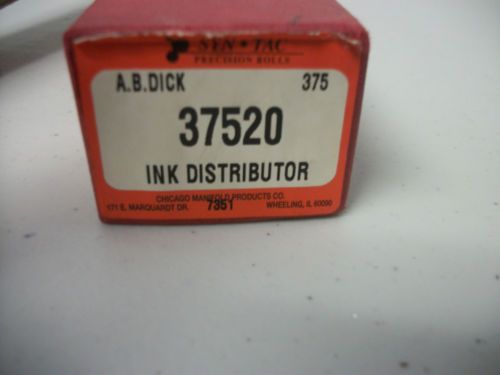 SYN • TAC
PRECISION ROLLS
A.B.DICK 375
37520
INK DISTRIBUTOR
CHICAGO MANIFOLD PRODUCTS CO.
171 E. MARQUARDT DR. 7351 WHEELING, IL 60090